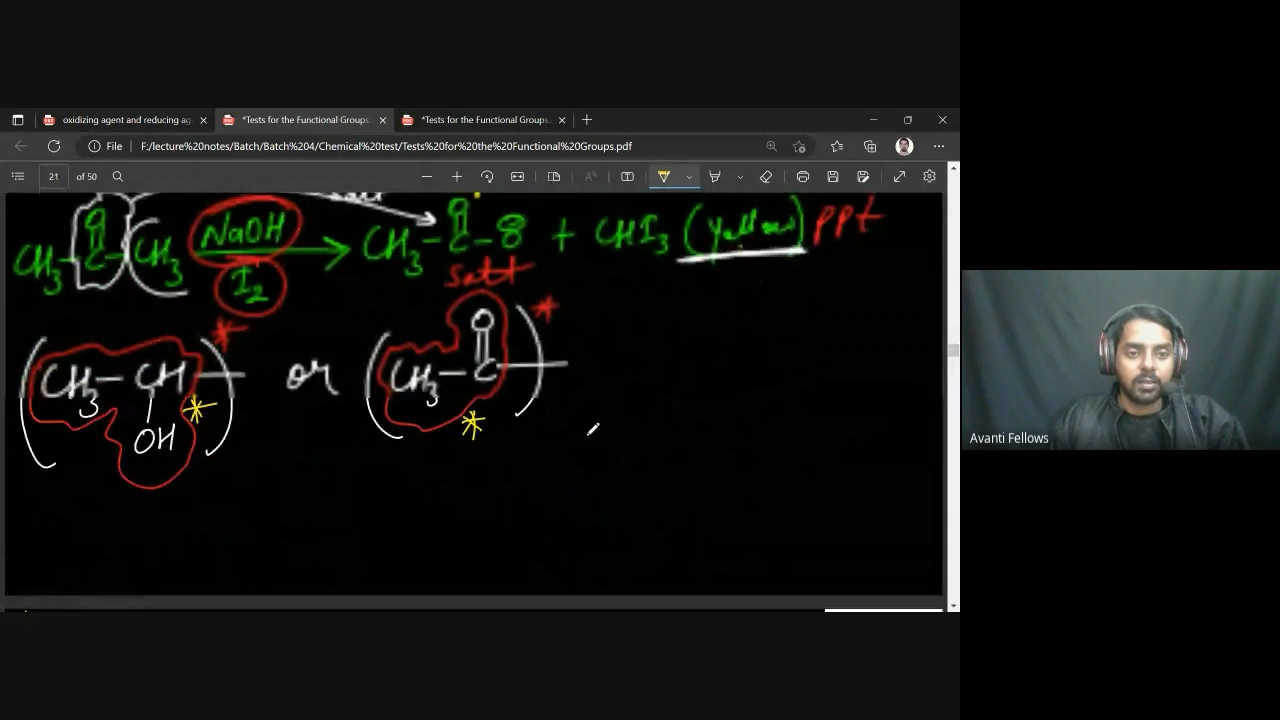 oxidizing agent and reducing ag
*Tests for the Functional Groups
*Tests for the Functional Groups.
File F:/lecture%20notes/Batch/Batch%204/Chemical%20test/Tests%20for%20the%20Functional%20Groups.pdf
21 of 50
O O
CH3-C-CH3 NaOH I2 CH3-C-8 + CHI3 (Yellow) ppt
salt
O
(CH3-CH-)* or (CH3-C-)*
OH
Avanti Fellows